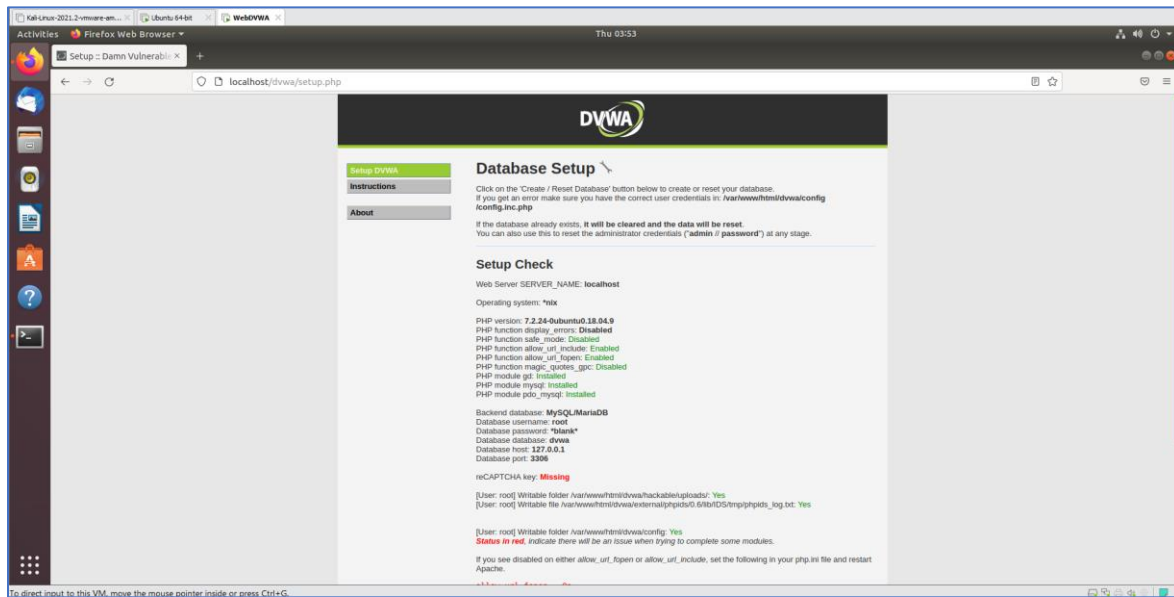 Kali-Linux-2021.2-vmware-am...
Ubuntu 64-bit
WebDVWA
Activities
Firefox Web Browser
Thu 03:53
Setup :: Damn Vulnerable
localhost/dvwa/setup.php
DVWA
Setup DVWA
Instructions
About
Database Setup
Click on the 'Create / Reset Database' button below to create or reset your database.
If you get an error make sure you have the correct user credentials in: /var/www/html/dvwa/config
/config.inc.php
If the database already exists, it will be cleared and the data will be reset.
You can also use this to reset the administrator credentials ("admin // password") at any stage.
Setup Check
Web Server SERVER_NAME: localhost
Operating system: *nix
PHP version: 7.2.24-0ubuntu0.18.04.9
PHP function display_errors: Disabled
PHP function safe_mode: Disabled
PHP function allow_url_include: Enabled
PHP function allow_url_fopen: Enabled
PHP function magic_quotes_gpc: Disabled
PHP module gd: Installed
PHP module mysql: Installed
PHP module pdo_mysql: Installed
Backend database: MySQL/MariaDB
Database username: root
Database password: *blank*
Database database: dvwa
Database host: 127.0.0.1
Database port: 3306
reCAPTCHA key: Missing
[User: root] Writable folder /var/www/html/dvwa/hackable/uploads/: Yes
[User: root] Writable file /var/www/html/dvwa/external/phpids/0.6/lib/IDS/tmp/phpids_log.txt: Yes
[User: root] Writable folder /var/www/html/dvwa/config: Yes
Status in red, indicate there will be an issue when trying to complete some modules.
If you see disabled on either allow_url_fopen or allow_url_include, set the following in your php.ini file and restart
Apache.
To direct input to this VM, move the mouse pointer inside or press Ctrl+G.